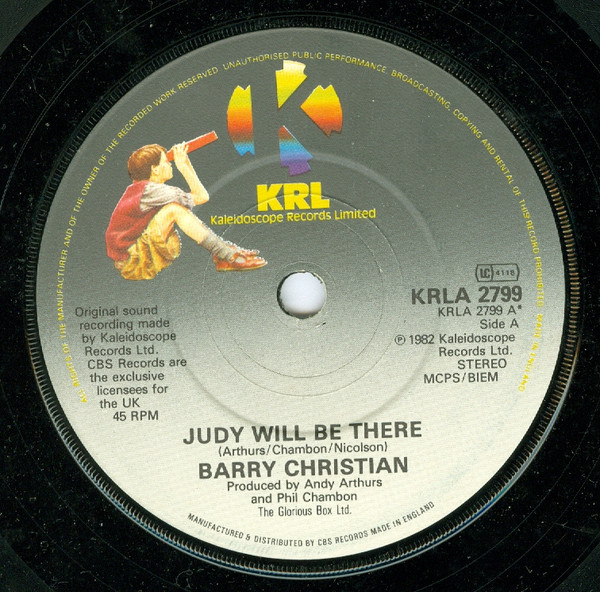 ALL RIGHTS OF THE MANUFACTURER AND OF THE OWNER OF THE RECORDED WORK RESERVED. UNAUTHORISED PUBLIC PERFORMANCE, BROADCASTING, COPYING AND RENTAL OF THIS RECORD PROHIBITED. MADE IN ENGLAND
K
KRL
Kaleidoscope Records Limited
LC 4118
KRLA 2799
KRLA 2799 A*
Side A
℗ 1982 Kaleidoscope
Records Ltd.
STEREO
MCPS/BIEM
Original sound
recording made
by Kaleidoscope
Records Ltd.
CBS Records are
the exclusive
licensees for
the UK
45 RPM
JUDY WILL BE THERE
(Arthurs/Chambon/Nicolson)
BARRY CHRISTIAN
Produced by Andy Arthurs
and Phil Chambon
The Glorious Box Ltd.
MANUFACTURED & DISTRIBUTED BY CBS RECORDS MADE IN ENGLAND